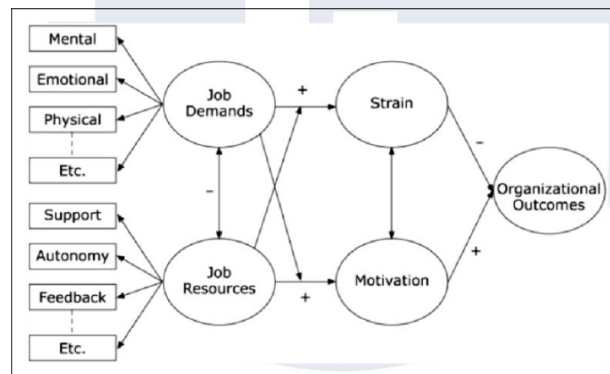 Mental
Emotional
Physical
Etc.
Support
Autonomy
Feedback
Etc.
Job
Demands
-
Job
Resources
+
+
Strain
Motivation
-
+
Organizational
Outcomes